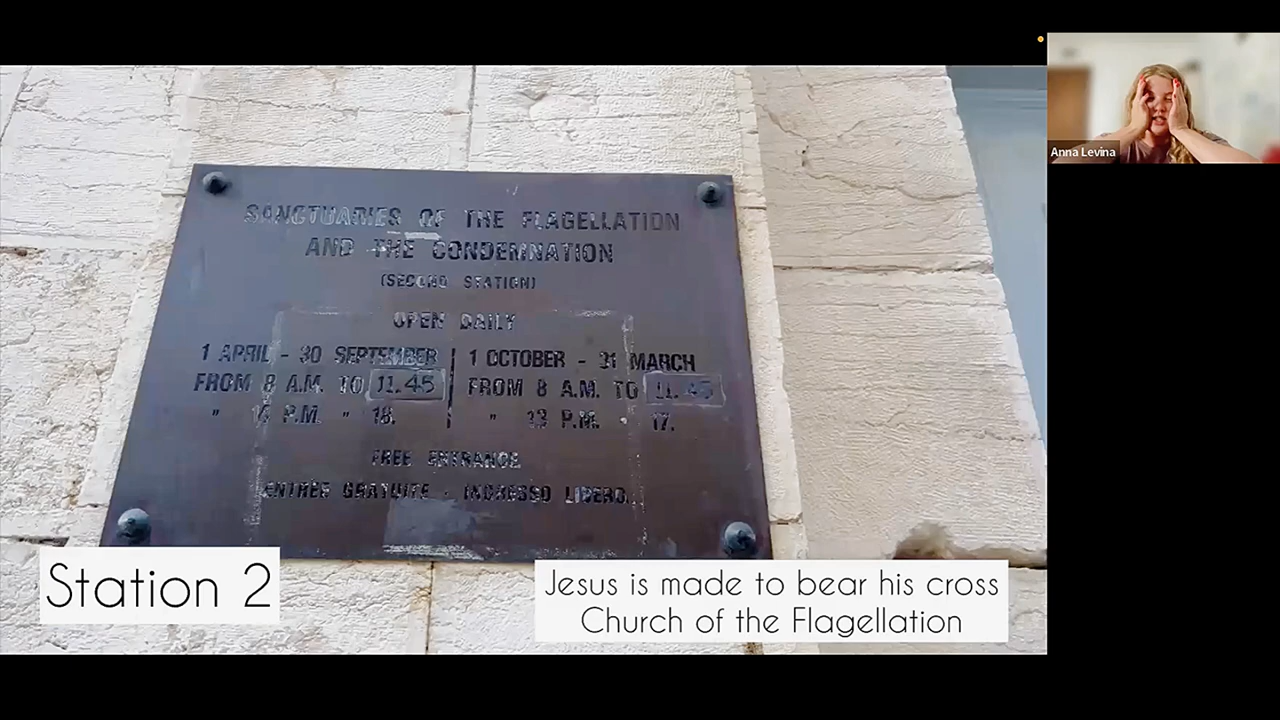 SANCTUARIES OF THE FLAGELLATION
AND THE CONDEMNATION
(SECOND STATION)
OPEN DAILY
1 APRIL - 30 SEPTEMBER | 1 OCTOBER - 31 MARCH
FROM 8 A.M. TO 11.45 | FROM 8 A.M. TO 11.45
" P.M. " 18. | " 13 P.M. " 17.
FREE ENTRANCE
ENTREE GRATUITE - INGRESSO LIBERO
Station 2
Jesus is made to bear his cross
Church of the Flagellation
Anna Levina